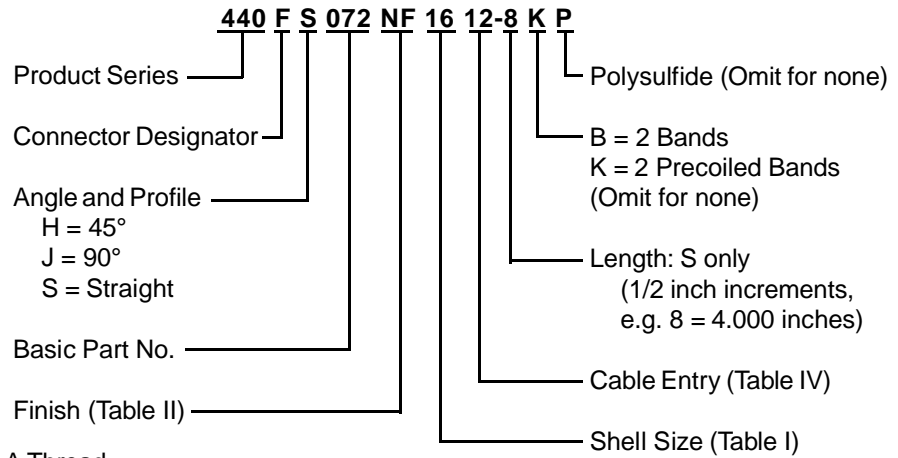 440 F S 072 NF 16 12-8 K P
Product Series
Connector Designator
Angle and Profile
H = 45°
J = 90°
S = Straight
Basic Part No.
Finish (Table II)
A Thread
Polysulfide (Omit for none)
B = 2 Bands
K = 2 Precoiled Bands
(Omit for none)
Length: S only
(1/2 inch increments,
e.g. 8 = 4.000 inches)
Cable Entry (Table IV)
Shell Size (Table I)